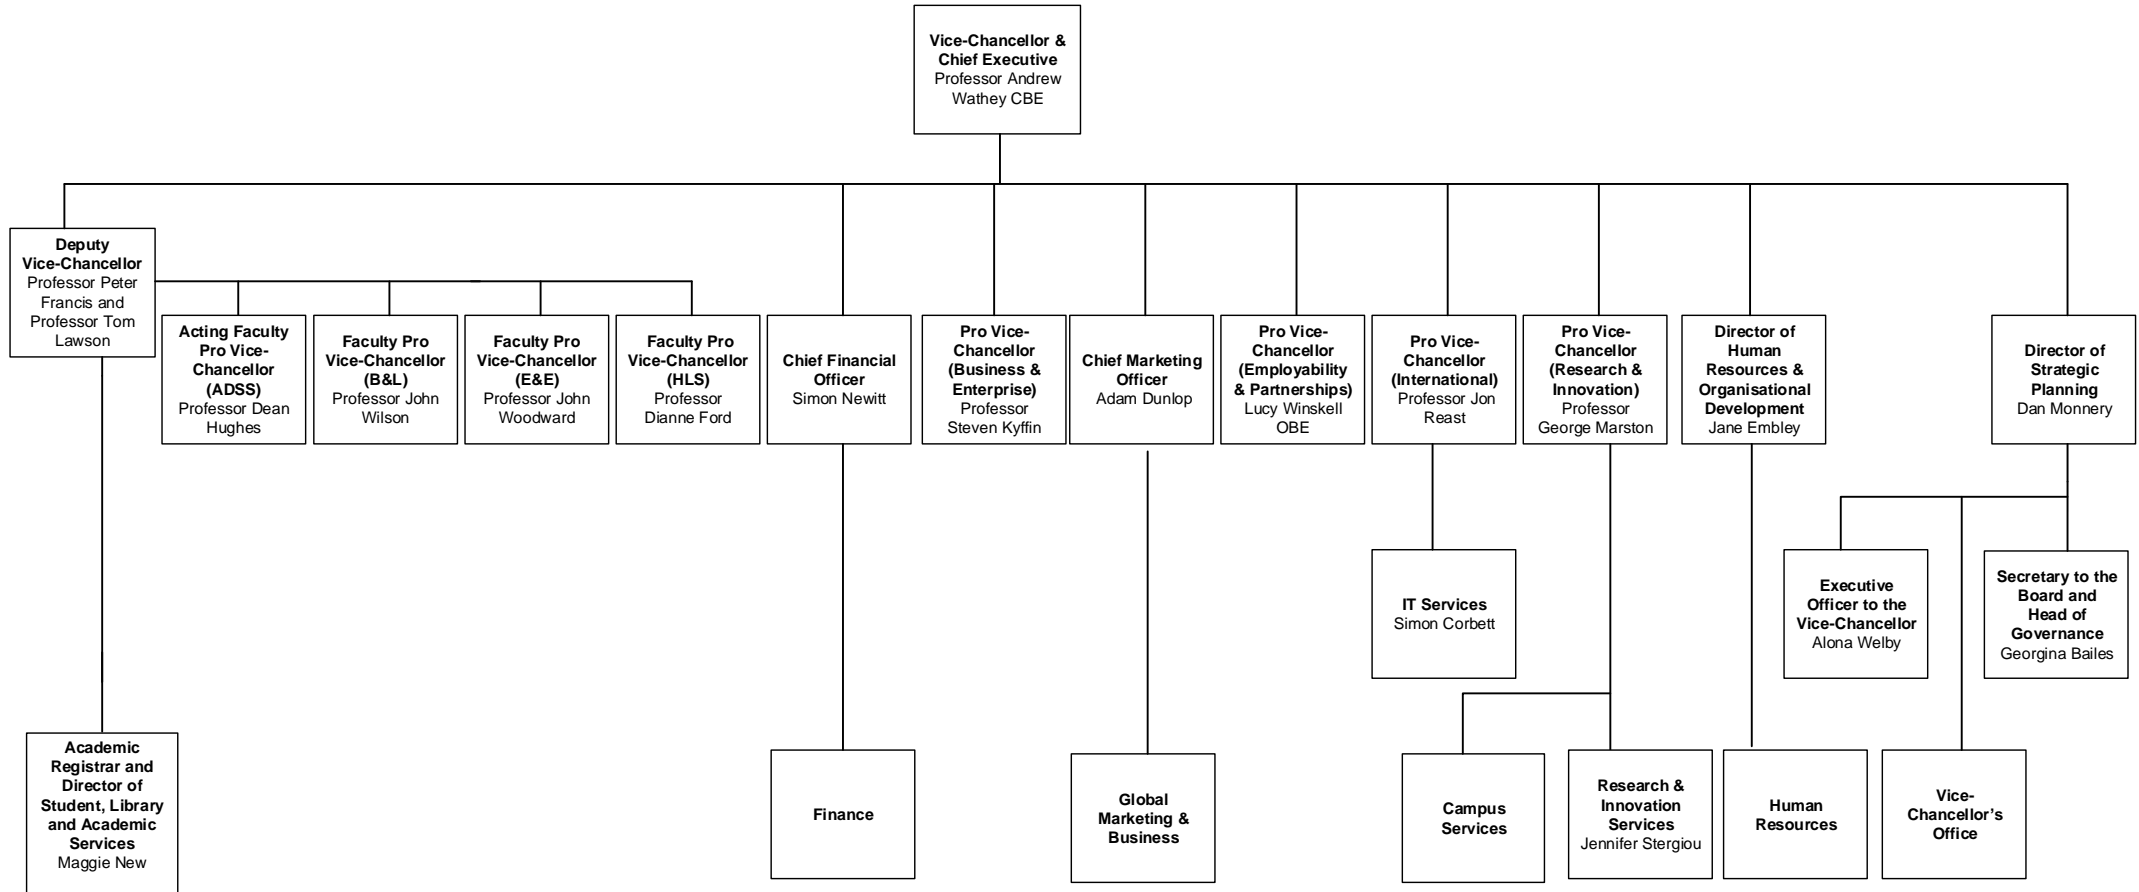 Vice-Chancellor &
Chief Executive
Professor Andrew
Wathey CBE
Deputy
Vice-Chancellor
Professor Peter
Francis and
Professor Tom
Lawson
Acting Faculty
Pro Vice-
Chancellor
(ADSS)
Professor Dean
Hughes
Faculty Pro
Vice-Chancellor
(B&L)
Professor John
Wilson
Faculty Pro
Vice-Chancellor
(E&E)
Professor John
Woodward
Faculty Pro
Vice-Chancellor
(HLS)
Professor
Dianne Ford
Chief Financial
Officer
Simon Newitt
Pro Vice-
Chancellor
(Business &
Enterprise)
Professor
Steven Kyffin
Chief Marketing
Officer
Adam Dunlop
Pro Vice-
Chancellor
(Employability
& Partnerships)
Lucy Winskell
OBE
Pro Vice-
Chancellor
(International)
Professor Jon
Reast
Pro Vice-
Chancellor
(Research &
Innovation)
Professor
George Marston
Director of
Human
Resources &
Organisational
Development
Jane Embley
Director of
Strategic
Planning
Dan Monnery
IT Services
Simon Corbett
Executive
Officer to the
Vice-Chancellor
Alona Welby
Secretary to the
Board and
Head of
Governance
Georgina Bailes
Academic
Registrar and
Director of
Student, Library
and Academic
Services
Maggie New
Finance
Global
Marketing &
Business
Campus
Services
Research &
Innovation
Services
Jennifer Stergiou
Human
Resources
Vice-
Chancellor’s
Office